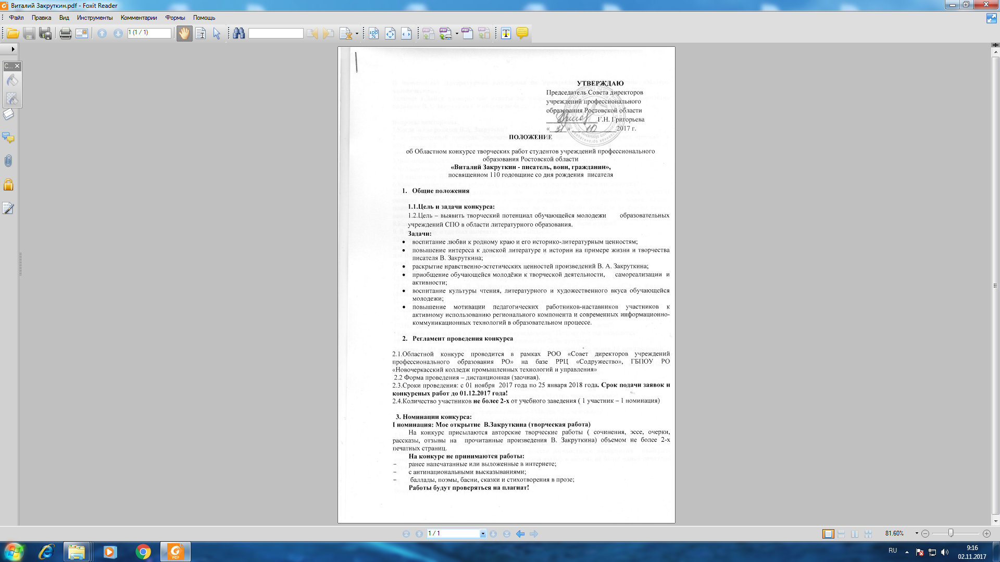 Виталий Закруткин.pdf - Foxit Reader
Файл Правка Вид Инструменты Комментарии Формы Помощь
1 (1 / 1)
С...
УТВЕРЖДАЮ
Председатель Совета директоров
учреждений профессионального
образования Ростовской области
Г.Н. Григорьева
« 31 » 10 2017 г.
ПОЛОЖЕНИЕ
об Областном конкурсе творческих работ студентов учреждений профессионального
образования Ростовской области
«Виталий Закруткин - писатель, воин, гражданин»,
посвященном 110 годовщине со дня рождения писателя
1. Общие положения
1.1.Цель и задачи конкурса:
1.2.Цель – выявить творческий потенциал обучающейся молодежи образовательных
учреждений СПО в области литературного образования.
Задачи:
• воспитание любви к родному краю и его историко-литературным ценностям;
• повышение интереса к донской литературе и истории на примере жизни и творчества
писателя В. Закруткина;
• раскрытие нравственно-эстетических ценностей произведений В. А. Закруткина;
• приобщение обучающейся молодёжи к творческой деятельности, самореализации и
активности;
• воспитание культуры чтения, литературного и художественного вкуса обучающейся
молодежи;
• повышение мотивации педагогических работников-наставников участников к
активному использованию регионального компонента и современных информационно-
коммуникационных технологий в образовательном процессе.
2. Регламент проведения конкурса
2.1.Областной конкурс проводится в рамках РОО «Совет директоров учреждений
профессионального образования РО» на базе РРЦ «Содружество», ГБПОУ РО
«Новочеркасский колледж промышленных технологий и управления»
2.2 Форма проведения – дистанционная (заочная).
2.3.Сроки проведения: с 01 ноября 2017 года по 25 января 2018 года. Срок подачи заявок и
конкурсных работ до 01.12.2017 года!
2.4.Количество участников не более 2-х от учебного заведения ( 1 участник – 1 номинация)
3. Номинации конкурса:
I номинация: Мое открытие В.Закруткина (творческая работа)
На конкурс присылаются авторские творческие работы ( сочинения, эссе, очерки,
рассказы, отзывы на прочитанные произведения В. Закруткина) объемом не более 2-х
печатных страниц.
На конкурс не принимаются работы:
− ранее напечатанные или выложенные в интернете;
− с антинациональными высказываниями;
− баллады, поэмы, басни, сказки и стихотворения в прозе;
Работы будут проверяться на плагиат!
1 / 1
81.60%
RU
9:16
02.11.2017